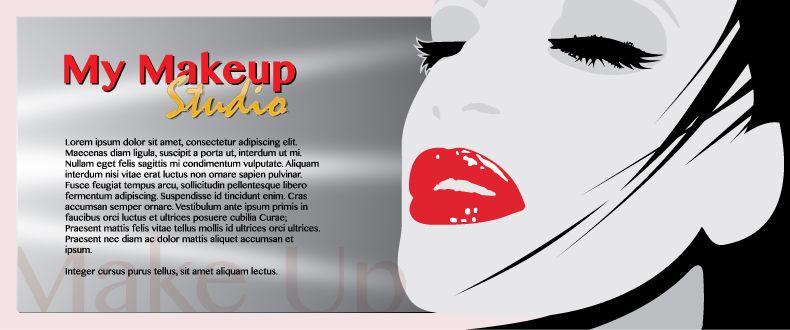 My Makeup
Studio
Lorem ipsum dolor sit amet, consectetur adipiscing elit.
Maecenas diam ligula, suscipit a porta ut, interdum ut mi.
Nullam eget felis sagittis mi condimentum vulputate. Aliquam
interdum nisi vitae erat luctus non ornare sapien pulvinar.
Fusce feugiat tempus arcu, sollicitudin pellentesque libero
fermentum adipiscing. Suspendisse id tincidunt enim. Cras
accumsan semper ornare. Vestibulum ante ipsum primis in
faucibus orci luctus et ultrices posuere cubilia Curae;
Praesent mattis felis vitae tellus mollis id ultrices orci ultrices.
Praesent nec diam ac dolor mattis aliquet accumsan et
ipsum.
Integer cursus purus tellus, sit amet aliquam lectus.
Make Up